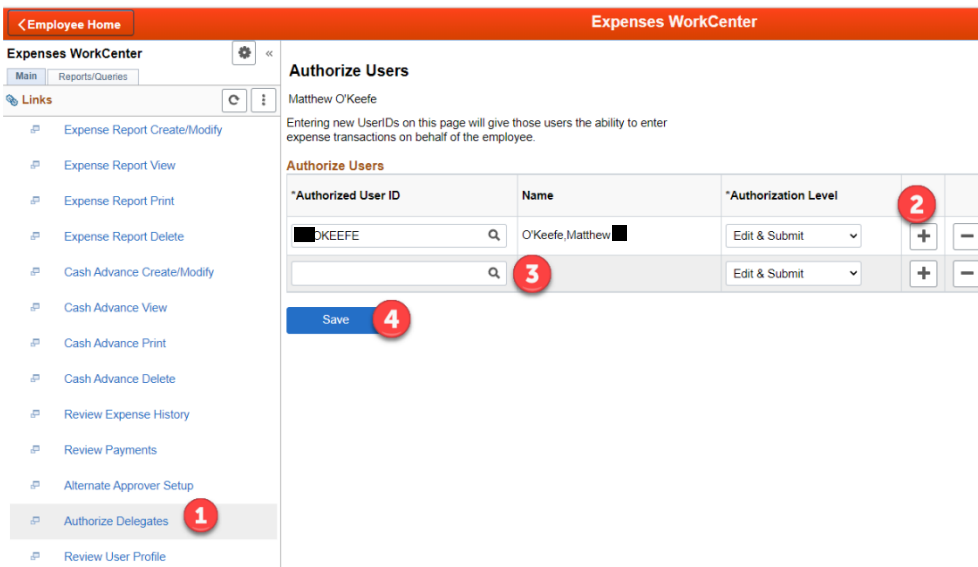 Employee Home
Expenses WorkCenter
Expenses WorkCenter
Main Reports/Queries
Links
Expense Report Create/Modify
Expense Report View
Expense Report Print
Expense Report Delete
Cash Advance Create/Modify
Cash Advance View
Cash Advance Print
Cash Advance Delete
Review Expense History
Review Payments
Alternate Approver Setup
Authorize Delegates 1
Review User Profile
Authorize Users
Matthew O'Keefe
Entering new UserIDs on this page will give those users the ability to enter
expense transactions on behalf of the employee.
Authorize Users
*Authorized User ID Name *Authorization Level 2
OKEEFE O'Keefe,Matthew Edit & Submit + −
3 Edit & Submit + −
Save 4